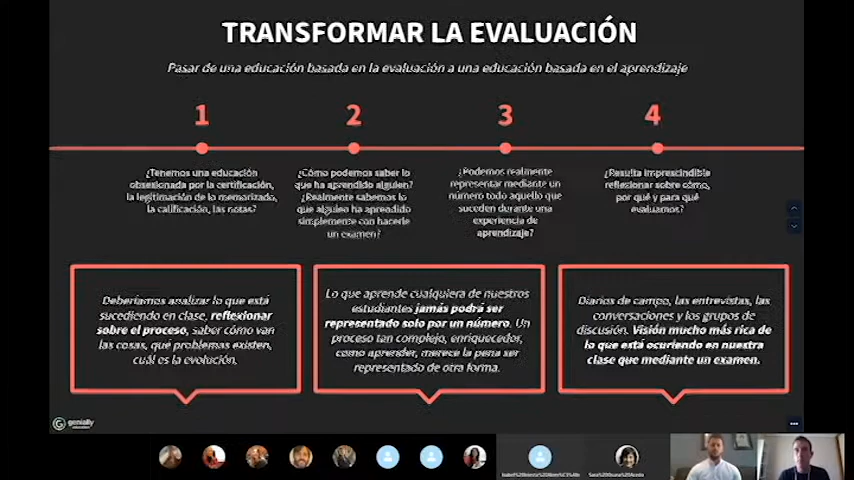 TRANSFORMAR LA EVALUACIÓN
Pasar de una educación basada en la evaluación a una educación basada en el aprendizaje
1
2
3
4
¿Tenemos una educación
obsesionada por la certificación,
la legitimación de lo memorizado,
la calificación, las notas?
¿Cómo podemos saber lo
que ha aprendido alguien?
¿Realmente sabemos lo
que alguien ha aprendido
simplemente con hacerle
un examen?
¿Podemos realmente
representar mediante un
número todo aquello que
suceden durante una
experiencia de
aprendizaje?
¿Resulta imprescindible
reflexionar sobre cómo,
por qué y para qué
evaluamos?
Deberíamos analizar lo que está
sucediendo en clase, reflexionar
sobre el proceso, saber cómo van
las cosas, qué problemas existen,
cuál es la evolución.
Lo que aprende cualquiera de nuestros
estudiantes jamás podrá ser
representado solo por un número. Un
proceso tan complejo, enriquecedor,
como aprender, merece la pena ser
representado de otra forma.
Diarios de campo, las entrevistas, las
conversaciones y los grupos de
discusión. Visión mucho más rica de
lo que está ocurriendo en nuestra
clase que mediante un examen.
genially